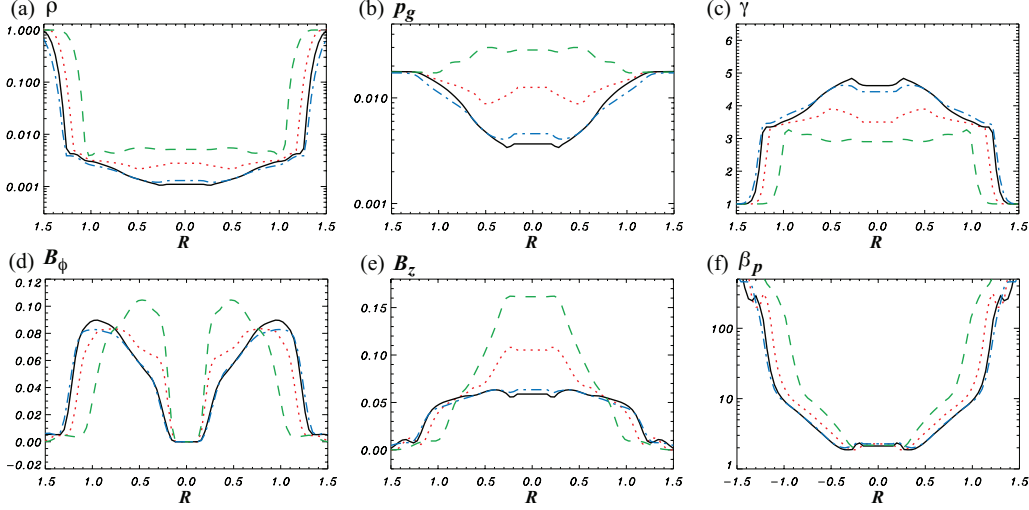 (a) ρ
(b) p_g
(c) γ
1.000
0.100
0.010
0.001
1.5 1.0 0.5 0.0 0.5 1.0 1.5
R
0.010
0.001
1.5 1.0 0.5 0.0 0.5 1.0 1.5
R
6
5
4
3
2
1
1.5 1.0 0.5 0.0 0.5 1.0 1.5
R
(d) B_ϕ
(e) B_z
(f) β_p
0.12
0.10
0.08
0.06
0.04
0.02
0.00
−0.02
1.5 1.0 0.5 0.0 0.5 1.0 1.5
R
0.15
0.10
0.05
0.00
1.5 1.0 0.5 0.0 0.5 1.0 1.5
R
100
10
1
−1.5 −1.0 −0.5 0.0 0.5 1.0 1.5
R